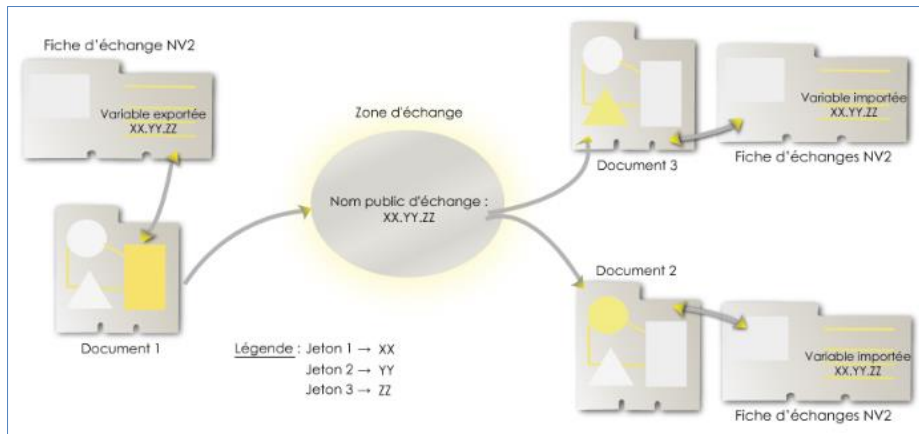 Fiche d'échange NV2
Variable exportée
XX.YY.ZZ
Document 1
Zone d'échange
Nom public d'échange :
XX.YY.ZZ
Légende : Jeton 1 → XX
Jeton 2 → YY
Jeton 3 → ZZ
Document 3
Variable importée
XX.YY.ZZ
Fiche d'échanges NV2
Document 2
Variable importée
XX.YY.ZZ
Fiche d'échanges NV2